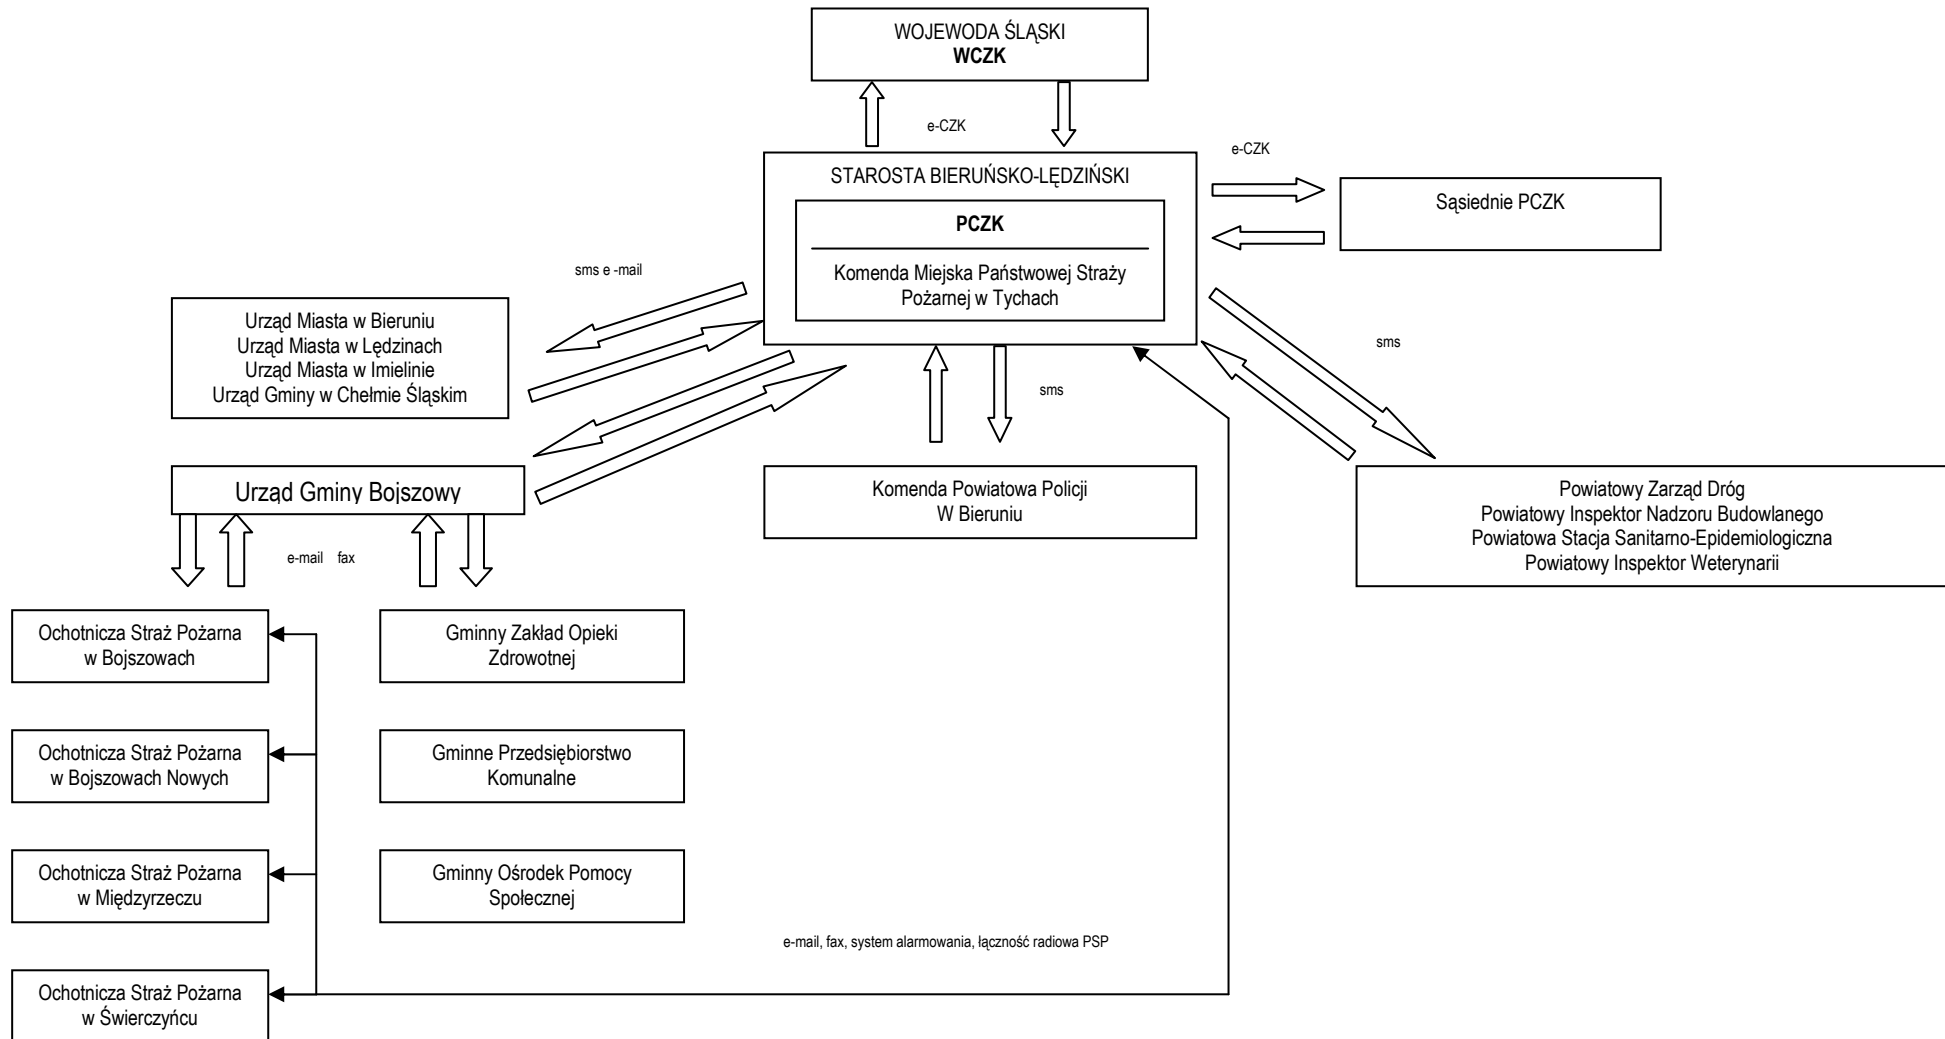 WOJEWODA ŚLĄSKI
WCZK
e-CZK
e-CZK
STAROSTA BIERUŃSKO-LĘDZIŃSKI
PCZK
Komenda Miejska Państwowej Straży
Pożarnej w Tychach
Sąsiednie PCZK
sms e -mail
Urząd Miasta w Bieruniu
Urząd Miasta w Lędzinach
Urząd Miasta w Imielinie
Urząd Gminy w Chełmie Śląskim
sms
sms
Urząd Gminy Bojszowy
Komenda Powiatowa Policji
W Bieruniu
Powiatowy Zarząd Dróg
Powiatowy Inspektor Nadzoru Budowlanego
Powiatowa Stacja Sanitarno-Epidemiologiczna
Powiatowy Inspektor Weterynarii
e-mail fax
Ochotnicza Straż Pożarna
w Bojszowach
Gminny Zakład Opieki
Zdrowotnej
Ochotnicza Straż Pożarna
w Bojszowach Nowych
Gminne Przedsiębiorstwo
Komunalne
Ochotnicza Straż Pożarna
w Międzyrzeczu
Gminny Ośrodek Pomocy
Społecznej
e-mail, fax, system alarmowania, łączność radiowa PSP
Ochotnicza Straż Pożarna
w Świerczyńcu